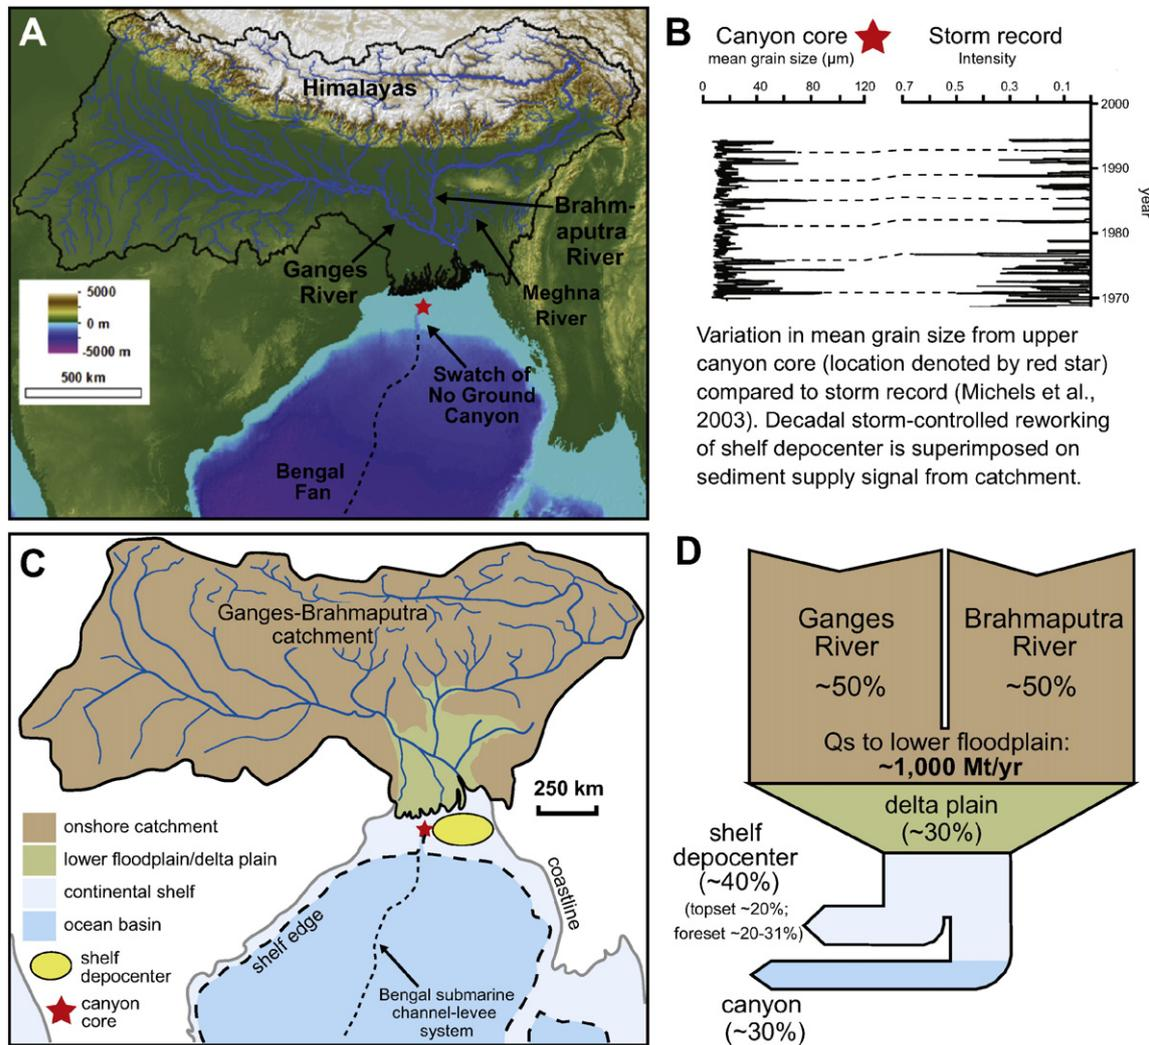 A
Himalayas
Brahm-
aputra
River
Ganges
River
Meghna
River
5000
0 m
-5000 m
500 km
Swatch of
No Ground
Canyon
Bengal
Fan
B
Canyon core
mean grain size (µm)
Storm record
Intensity
0 40 80 120 0.7 0.5 0.3 0.1
2000
1990
1980
1970
year
Variation in mean grain size from upper
canyon core (location denoted by red star)
compared to storm record (Michels et al.,
2003). Decadal storm-controlled reworking
of shelf depocenter is superimposed on
sediment supply signal from catchment.
C
Ganges-Brahmaputra
catchment
250 km
onshore catchment
lower floodplain/delta plain
continental shelf
ocean basin
shelf
depocenter
canyon
core
shelf edge
coastline
Bengal submarine
channel-levee
system
D
Ganges
River
~50%
Brahmaputra
River
~50%
Qs to lower floodplain:
~1,000 Mt/yr
delta plain
(~30%)
shelf
depocenter
(~40%)
(topset ~20%;
foreset ~20-31%)
canyon
(~30%)